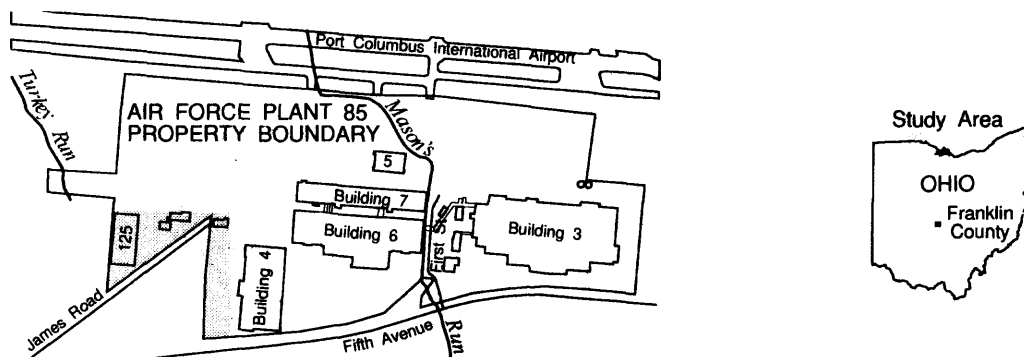 Port Columbus International Airport
Turkey Run
AIR FORCE PLANT 85
PROPERTY BOUNDARY
Mason's
5
Building 7
Building 6
First St
Building 3
125
Building 4
James Road
Fifth Avenue
Run
Study Area
OHIO
Franklin
County